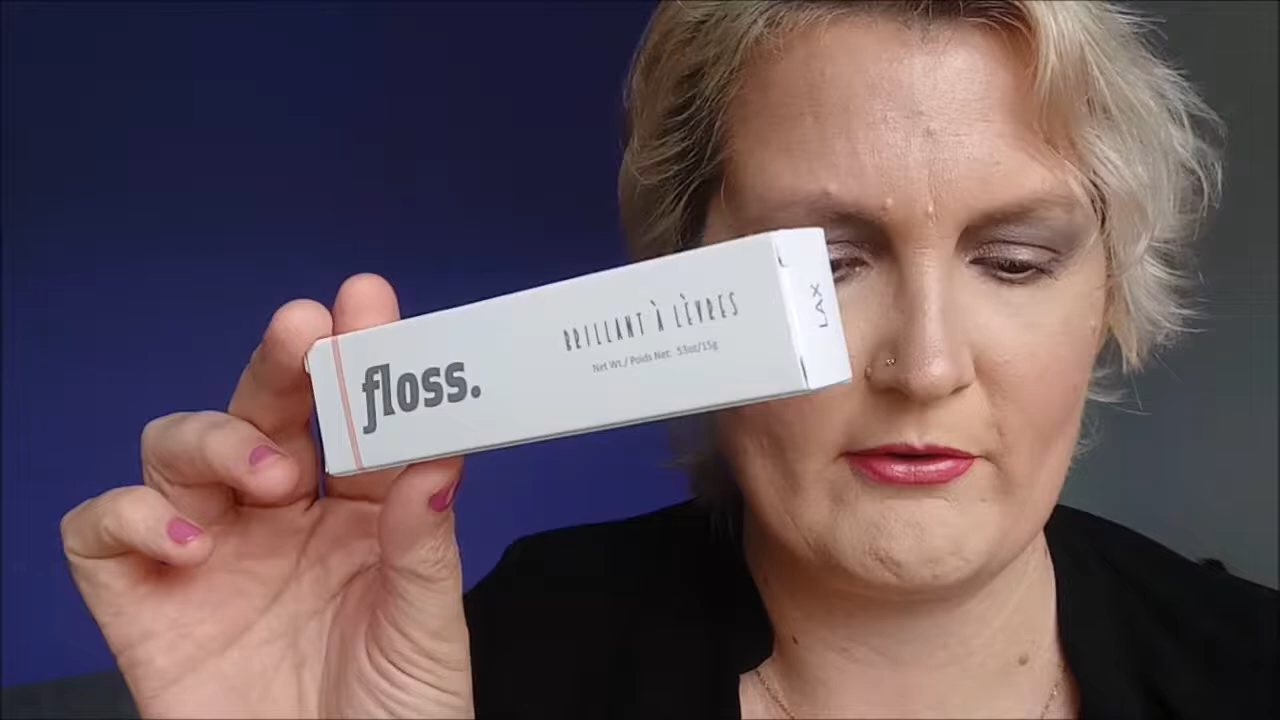 floss.
BRILLANT À LÈVRES
Net Wt./ Poids Net: .53oz/15g
LAX